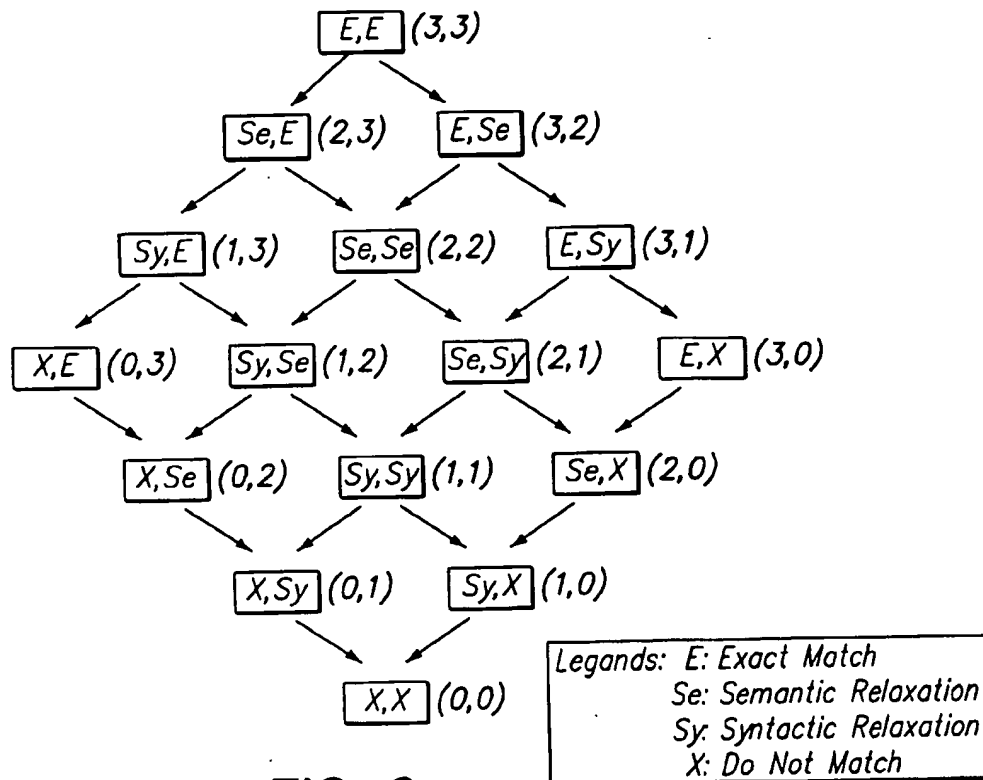 E,E (3,3)
Se,E (2,3) E,Se (3,2)
Sy,E (1,3) Se,Se (2,2) E,Sy (3,1)
X,E (0,3) Sy,Se (1,2) Se,Sy (2,1) E,X (3,0)
X,Se (0,2) Sy,Sy (1,1) Se,X (2,0)
X,Sy (0,1) Sy,X (1,0)
X,X (0,0)
Legands: E: Exact Match
Se: Semantic Relaxation
Sy: Syntactic Relaxation
X: Do Not Match